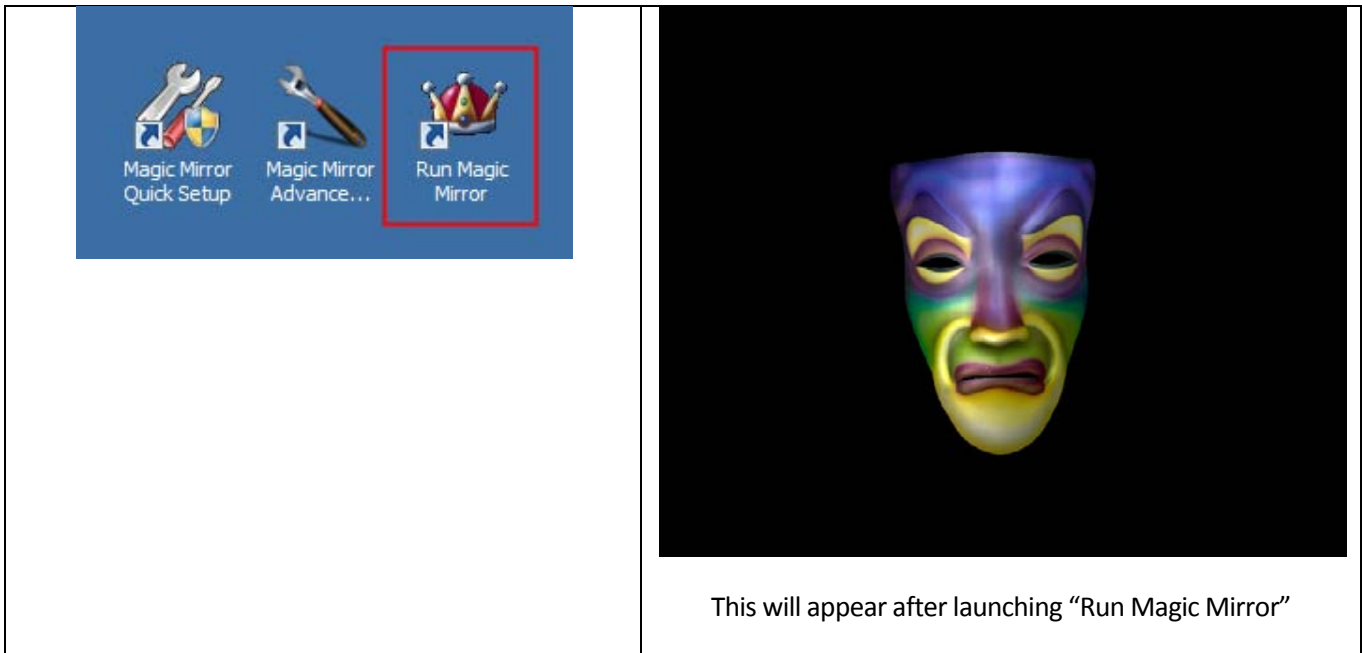 Magic Mirror
Quick Setup
Magic Mirror
Advance...
Run Magic
Mirror
This will appear after launching “Run Magic Mirror”